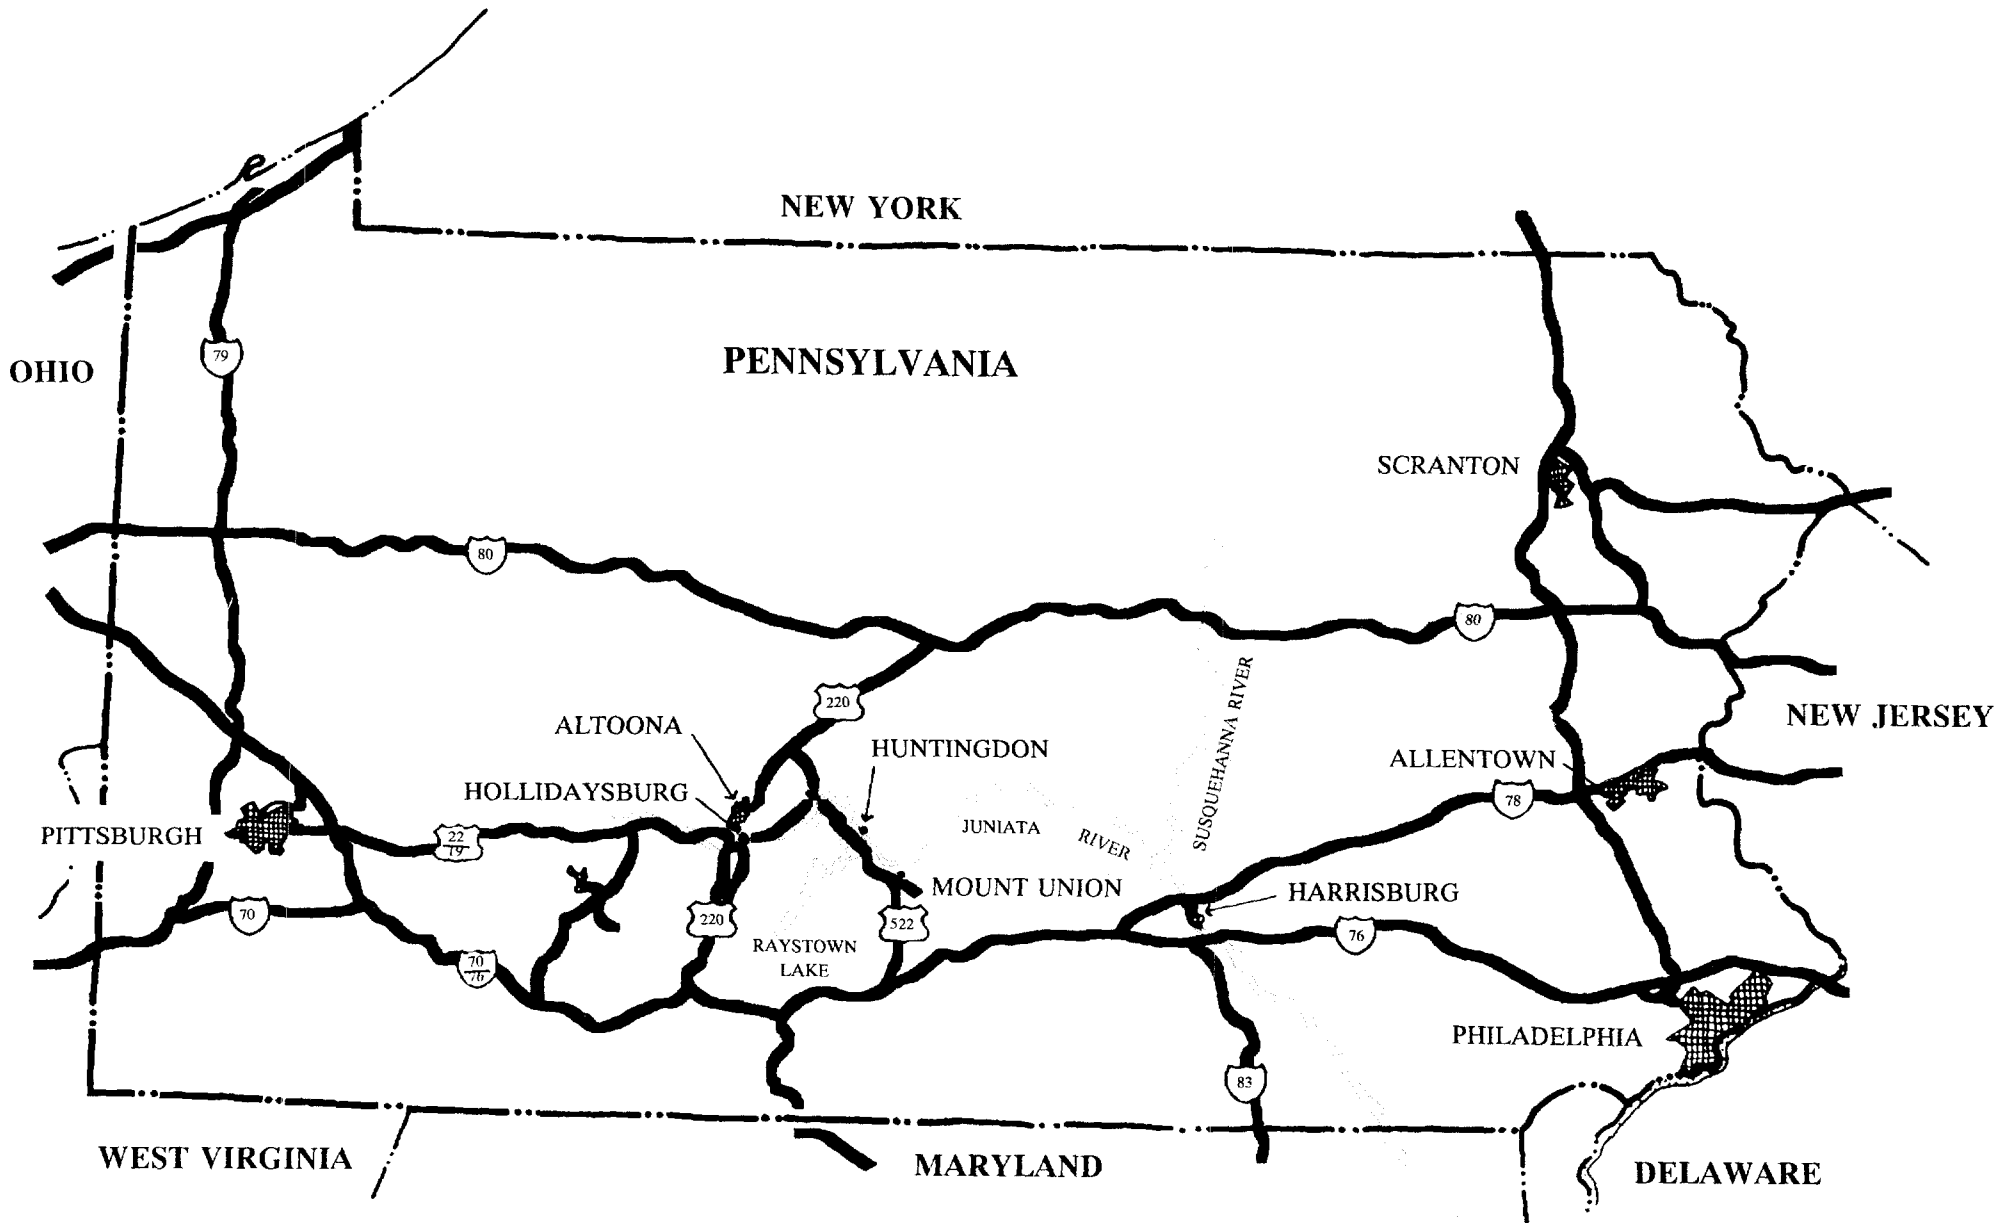 NEW YORK
OHIO
79
PENNSYLVANIA
SCRANTON
80
80
220
ALTOONA
HUNTINGDON
SUSQUEHANNA RIVER
NEW JERSEY
ALLENTOWN
HOLLIDAYSBURG
78
PITTSBURGH
22
19
JUNIATA
RIVER
MOUNT UNION
HARRISBURG
70
220
522
76
RAYSTOWN
LAKE
70
76
PHILADELPHIA
83
WEST VIRGINIA
MARYLAND
DELAWARE